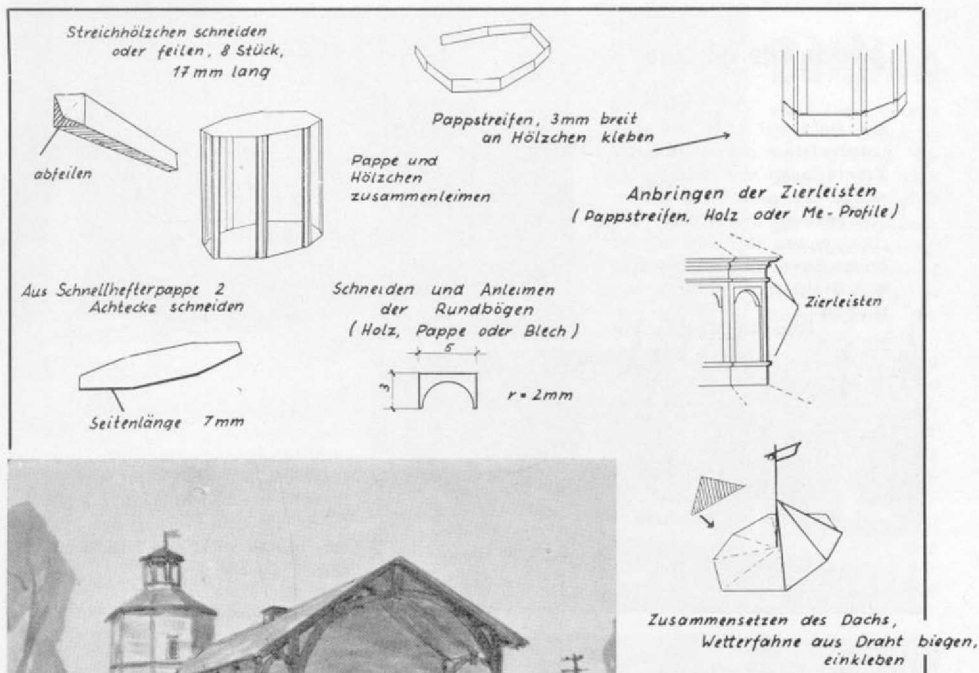 Streichhölzchen schneiden
oder feilen, 8 Stück,
17 mm lang
abfeilen
Pappe und
Hölzchen
zusammenleimen
Pappstreifen, 3mm breit
an Hölzchen kleben
Anbringen der Zierleisten
(Pappstreifen, Holz oder Me-Profile)
Zierleisten
Aus Schnellhefterpappe 2
Achtecke schneiden
Seitenlänge 7mm
Schneiden und Anleimen
der Rundbögen
(Holz, Pappe oder Blech)
5
3
r = 2mm
Zusammensetzen des Dachs,
Wetterfahne aus Draht biegen,
einkleben